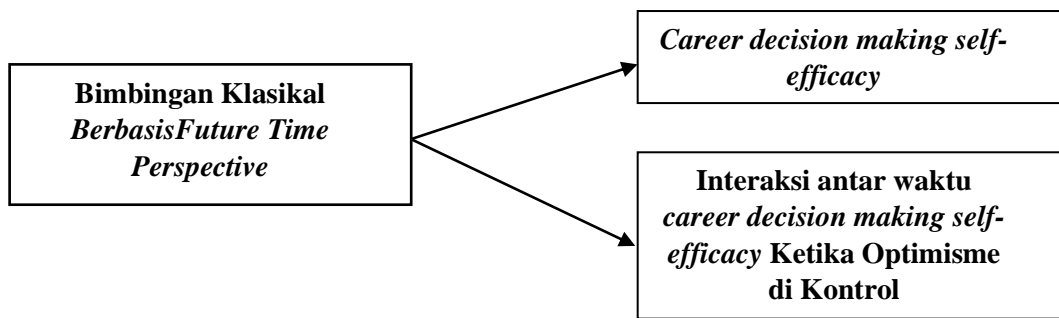 Bimbingan Klasikal
BerbasisFuture Time
Perspective
Career decision making self-
efficacy
Interaksi antar waktu
career decision making self-
efficacy Ketika Optimisme
di Kontrol